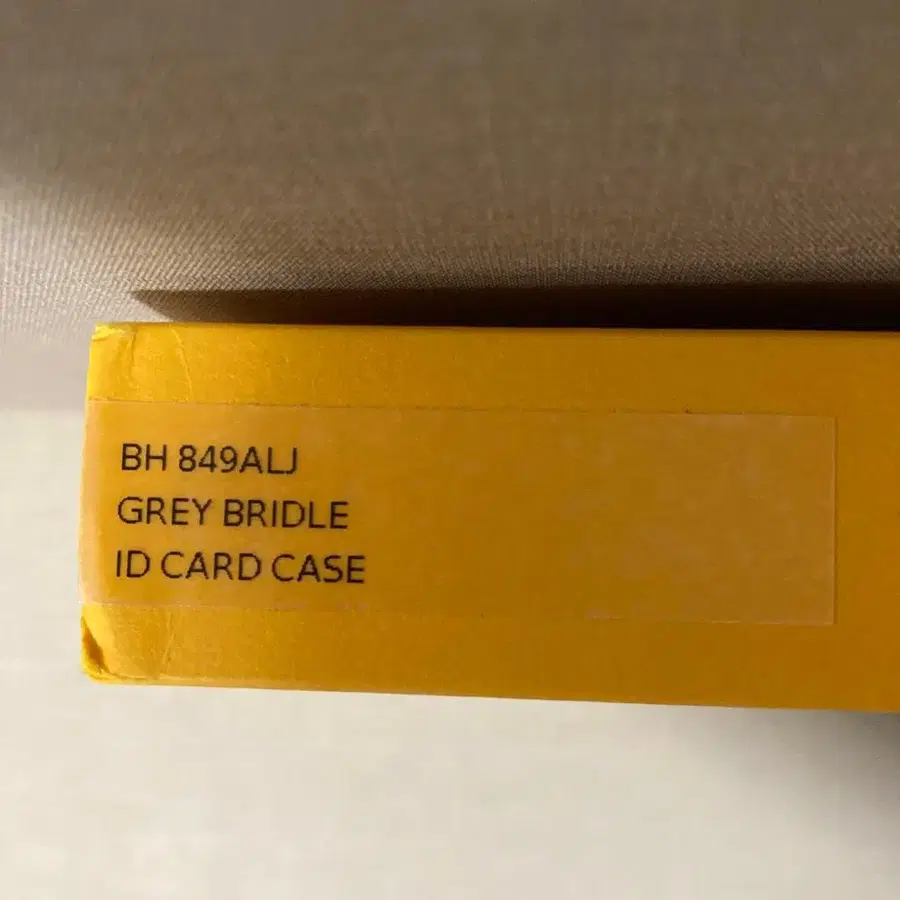 BH 849ALJ
GREY BRIDLE
ID CARD CASE